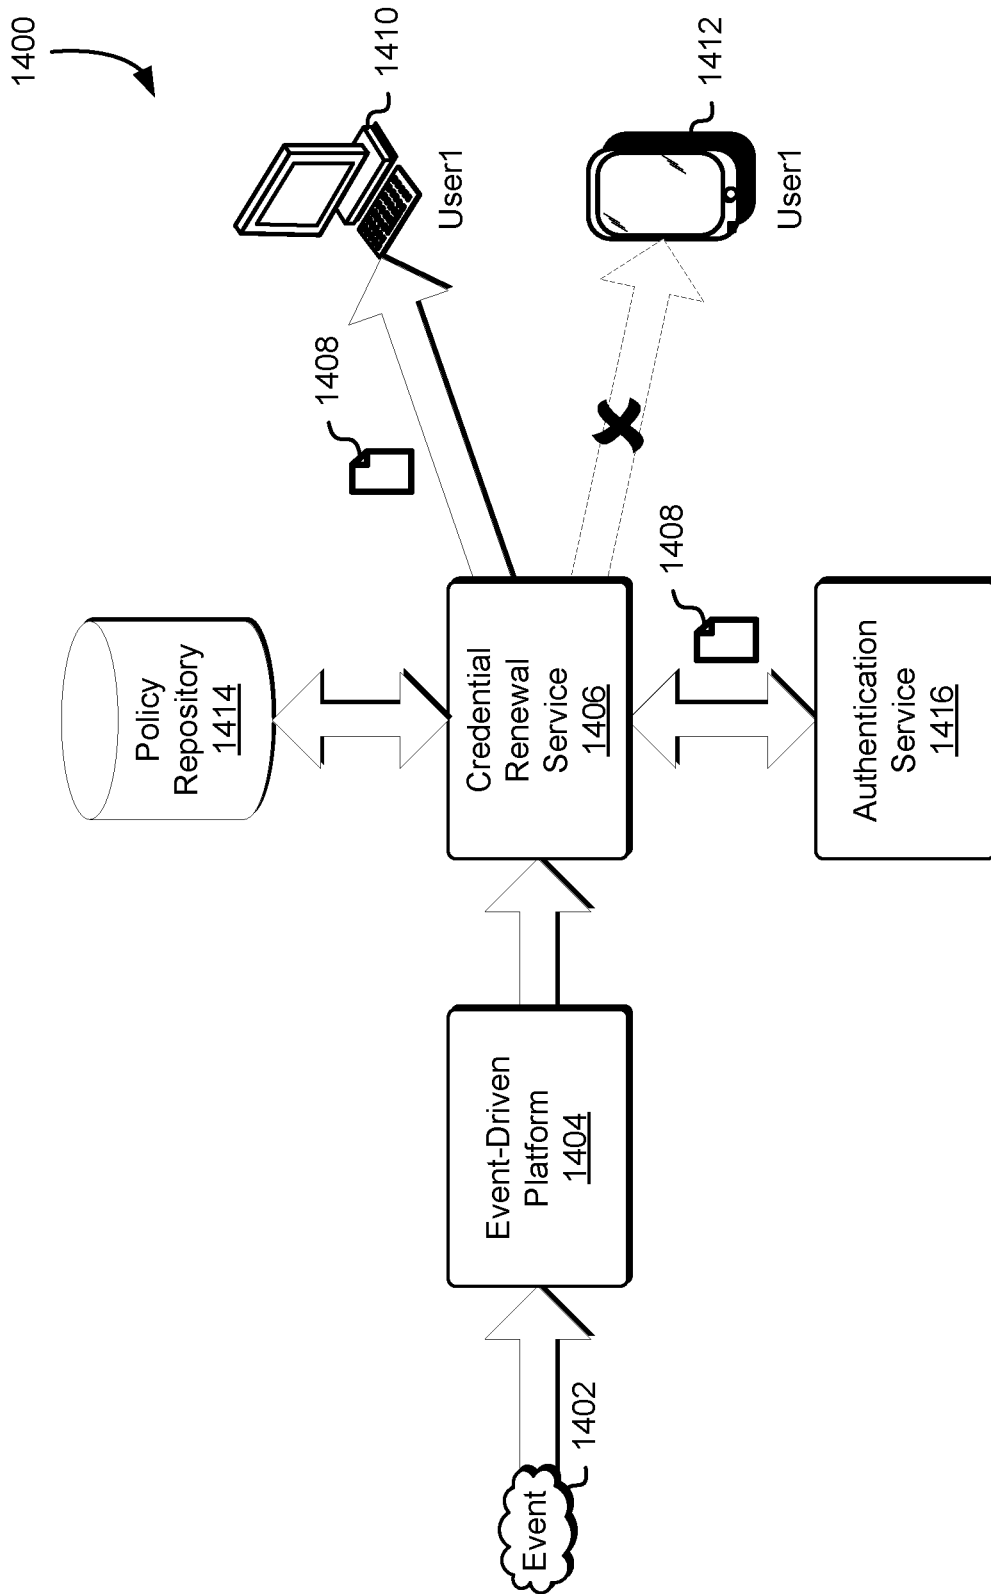 1400
Policy
Repository
1414
1408
1410
User1
Event
1402
Event-Driven
Platform
1404
Credential
Renewal
Service
1406
1412
User1
1408
Authentication
Service
1416